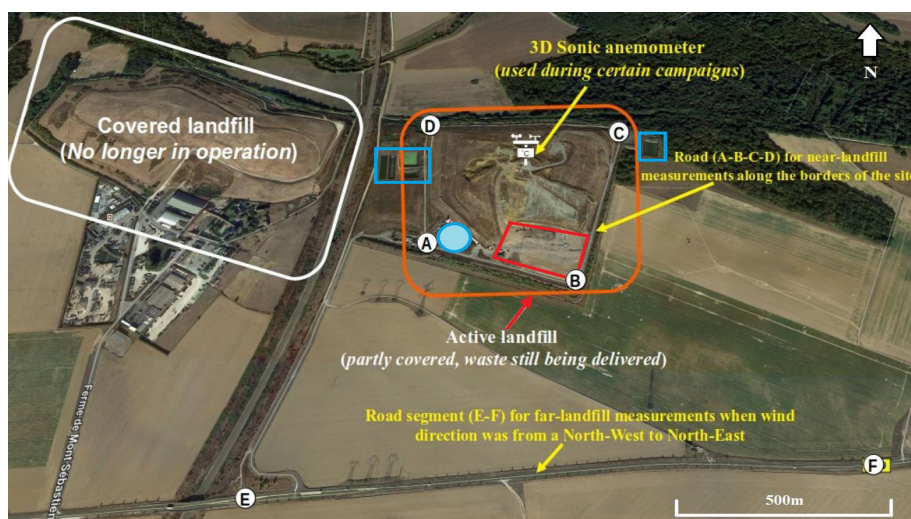 3D Sonic anemometer
(used during certain campaigns)
N
Covered landfill
(No longer in operation)
D
C
°C
Road (A-B-C-D) for near-landfill
measurements along the borders of the site
A
B
Active landfill
(partly covered, waste still being delivered)
Ferme de Mont Sébastien
Road segment (E-F) for far-landfill measurements when wind
direction was from a North-West to North-East
F
E
500m